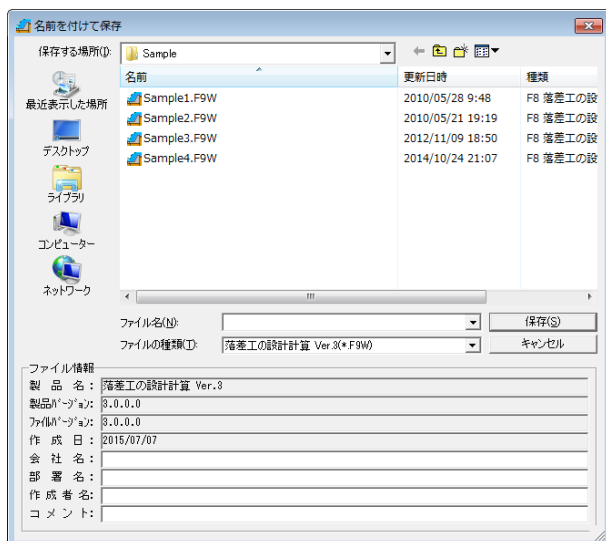 名前を付けて保存
保存する場所(I): Sample
最近表示した場所
デスクトップ
ライブラリ
コンピューター
ネットワーク
名前 更新日時 種類
Sample1.F9W 2010/05/28 9:48 F8 落差工の設
Sample2.F9W 2010/05/21 19:19 F8 落差工の設
Sample3.F9W 2012/11/09 18:50 F8 落差工の設
Sample4.F9W 2014/10/24 21:07 F8 落差工の設
ファイル名(N): 保存(S)
ファイルの種類(T): 落差工の設計計算 Ver.3(*.F9W) キャンセル
ファイル情報
製 品 名: 落差工の設計計算 Ver.3
製品バージョン: 3.0.0.0
ファイルバージョン: 3.0.0.0
作 成 日: 2015/07/07
会 社 名:
部 署 名:
作 成 者 名:
コ メ ン ト: